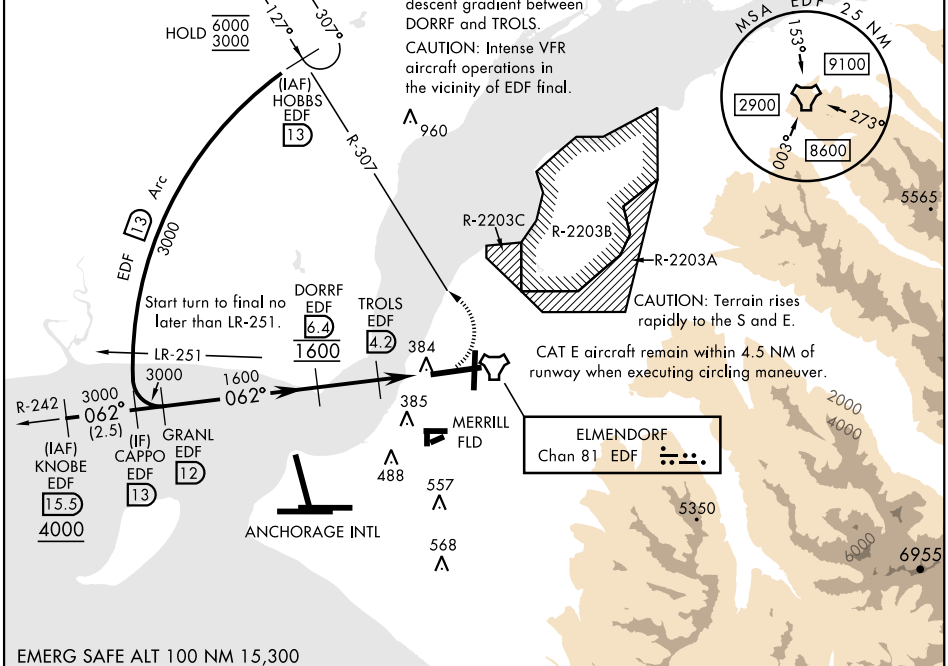 descent gradient between
DORRF and TROLS.
CAUTION: Intense VFR
aircraft operations in
the vicinity of EDF final.
HOLD 6000
3000
127°
307°
(IAF)
HOBBS
EDF
13
R-307
960
MSA EDF 25 NM
153°
9100
2900
273°
003°
8600
5565
R-2203C
R-2203B
R-2203A
EDF 13 Arc
3000
Start turn to final no
later than LR-251.
LR-251
DORRF
EDF
6.4
1600
TROLS
EDF
4.2
384
CAUTION: Terrain rises
rapidly to the S and E.
CAT E aircraft remain within 4.5 NM of
runway when executing circling maneuver.
R-242
3000
062°
(2.5)
3000
1600
062°
(IAF)
KNOBE
EDF
15.5
4000
(IF)
CAPPO
EDF
13
GRANL
EDF
12
385
MERRILL
FLD
488
557
568
ANCHORAGE INTL
ELMENDORF
Chan 81 EDF
2000
4000
5350
6000
6955
EMERG SAFE ALT 100 NM 15,300